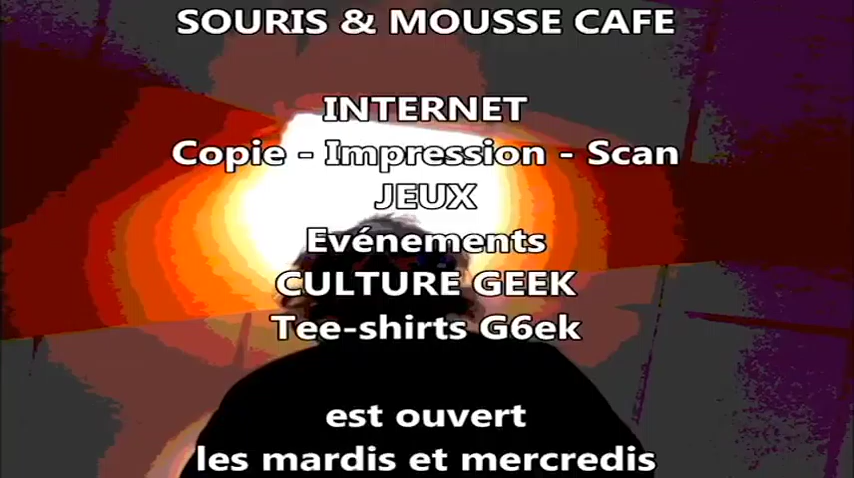 SOURIS & MOUSSE CAFE
INTERNET
Copie - Impression - Scan
JEUX
Evénements
CULTURE GEEK
Tee-shirts G6ek
est ouvert
les mardis et mercredis